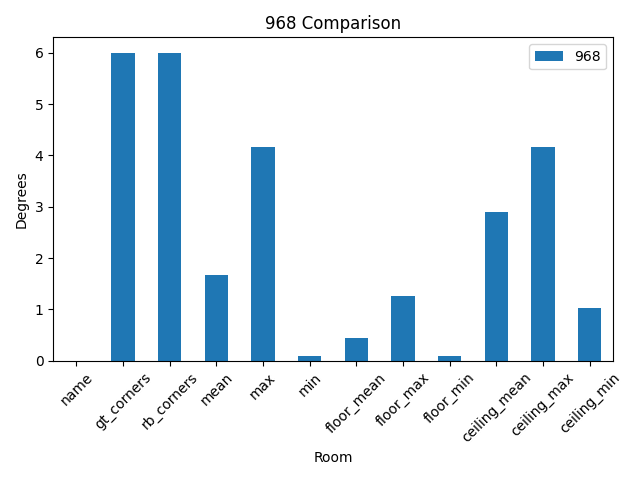 968 Comparison
968
Degrees
6
5
4
3
2
1
0
name
gt_corners
rb_corners
mean
max
min
floor_mean
floor_max
floor_min
ceiling_mean
ceiling_max
ceiling_min
Room